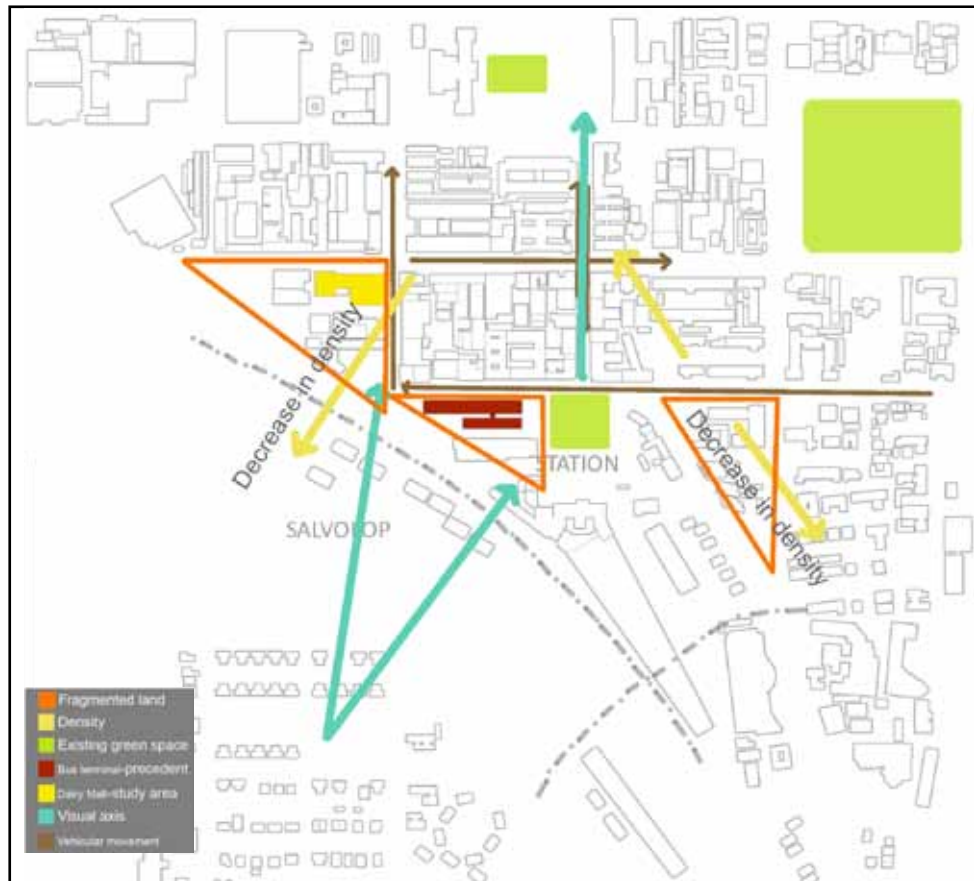 Decrease in density
STATION
Decrease in density
SALVOKOP
Fragmented land
Density
Existing green space
Bus terminal-precedent
Dairy Mall-study area
Visual axis
Vehicular movement